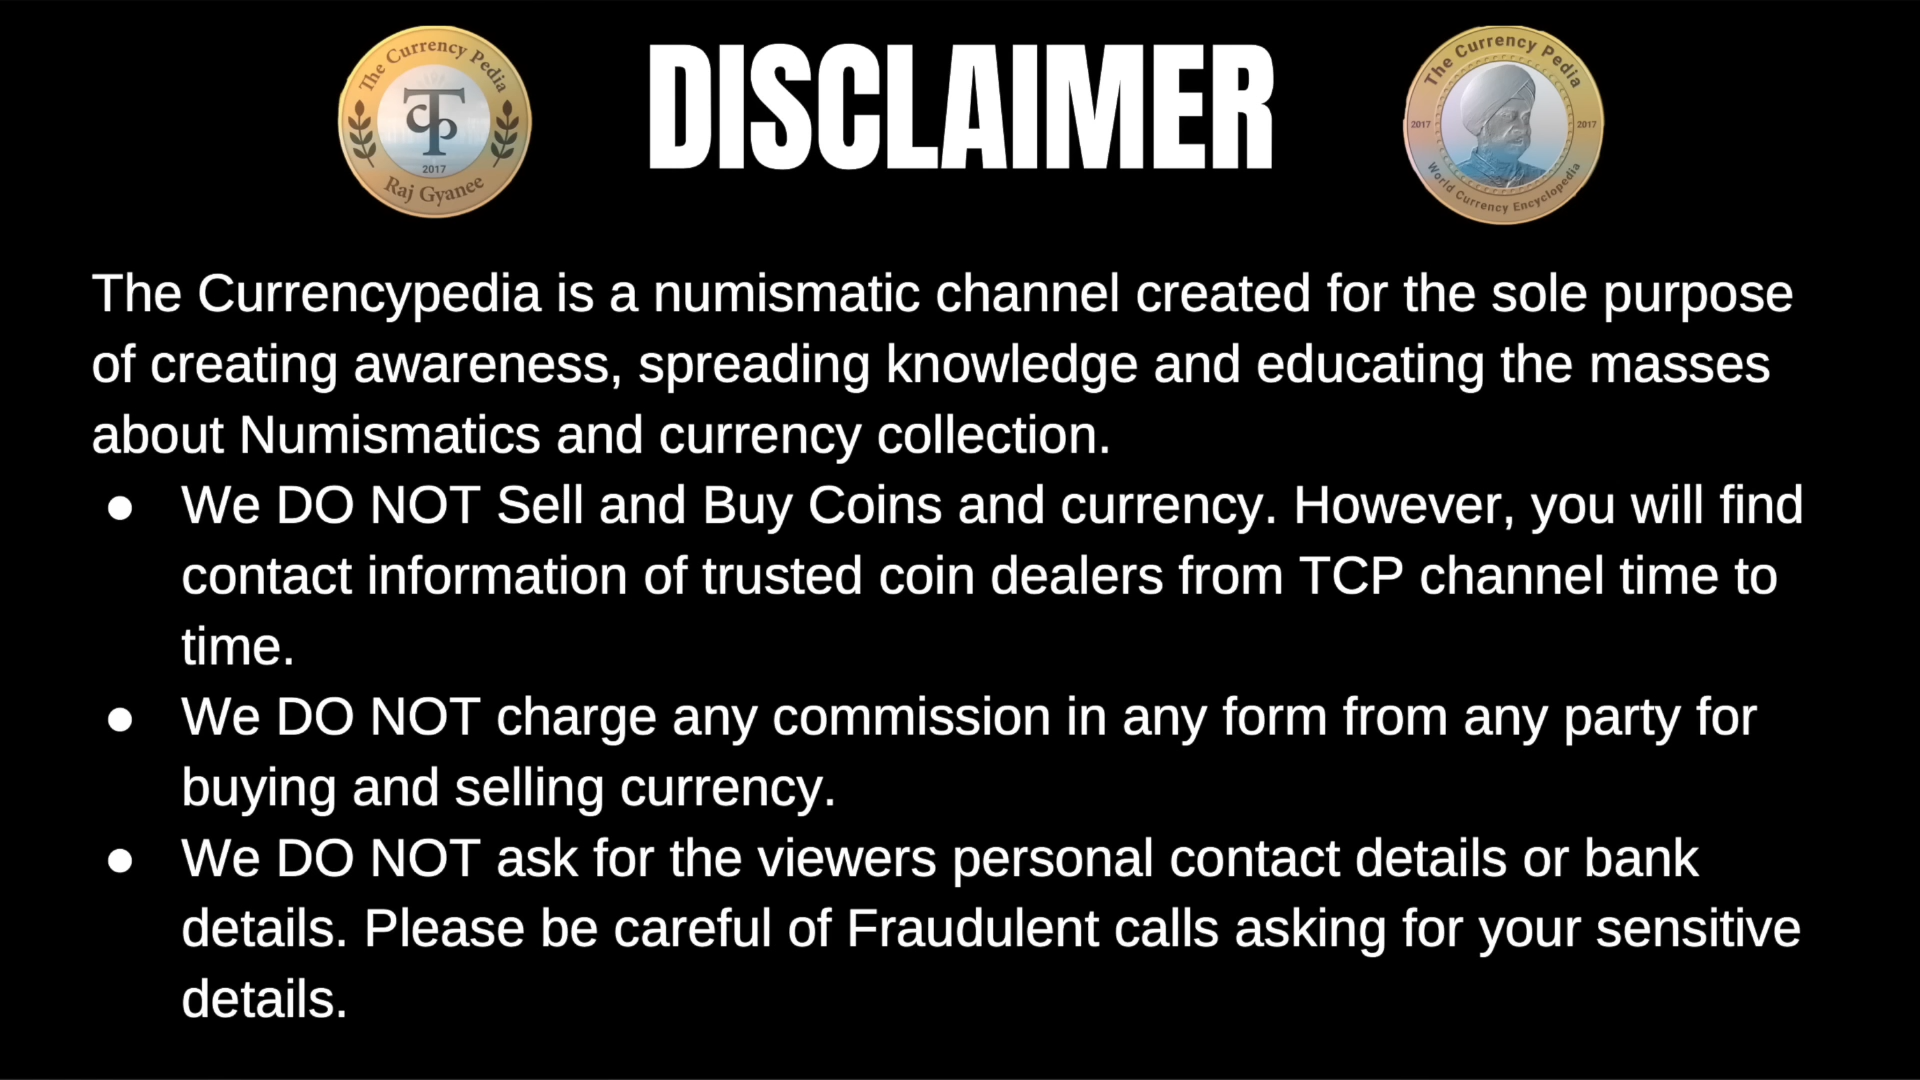 The Currency Pedia
TCP
2017
Raj Gyanee
DISCLAIMER
The Currency Pedia
2017
2017
World Currency Encyclopedia
The Currencypedia is a numismatic channel created for the sole purpose
of creating awareness, spreading knowledge and educating the masses
about Numismatics and currency collection.
● We DO NOT Sell and Buy Coins and currency. However, you will find
contact information of trusted coin dealers from TCP channel time to
time.
● We DO NOT charge any commission in any form from any party for
buying and selling currency.
● We DO NOT ask for the viewers personal contact details or bank
details. Please be careful of Fraudulent calls asking for your sensitive
details.